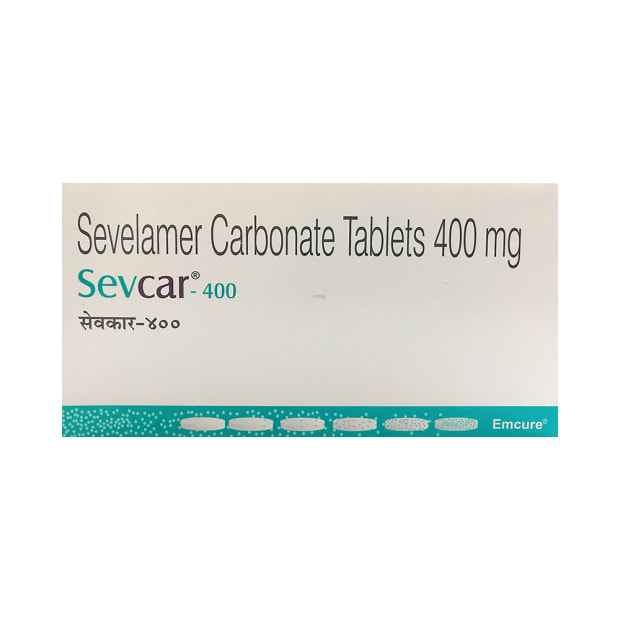 Sevelamer Carbonate Tablets 400 mg
Sevcar®- 400
सेवकार-४००
Emcure®